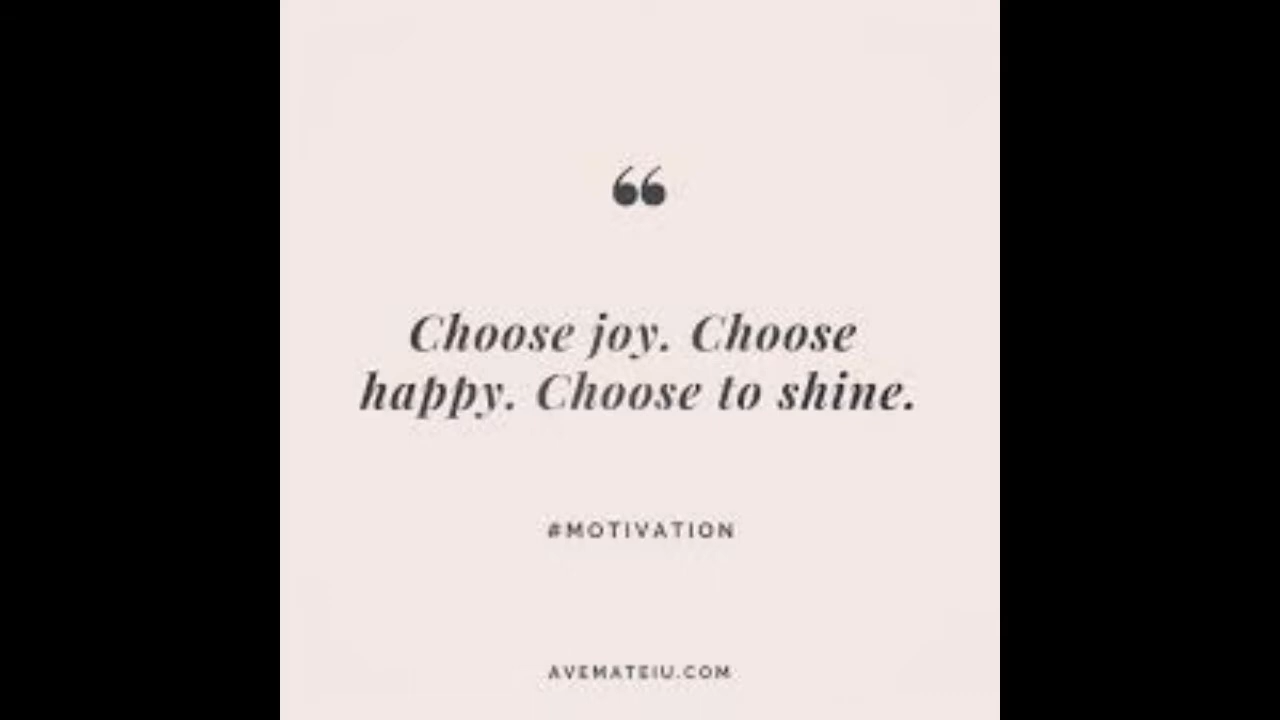 ❝
Choose joy. Choose
happy. Choose to shine.
#MOTIVATION
AVEMATEIU.COM